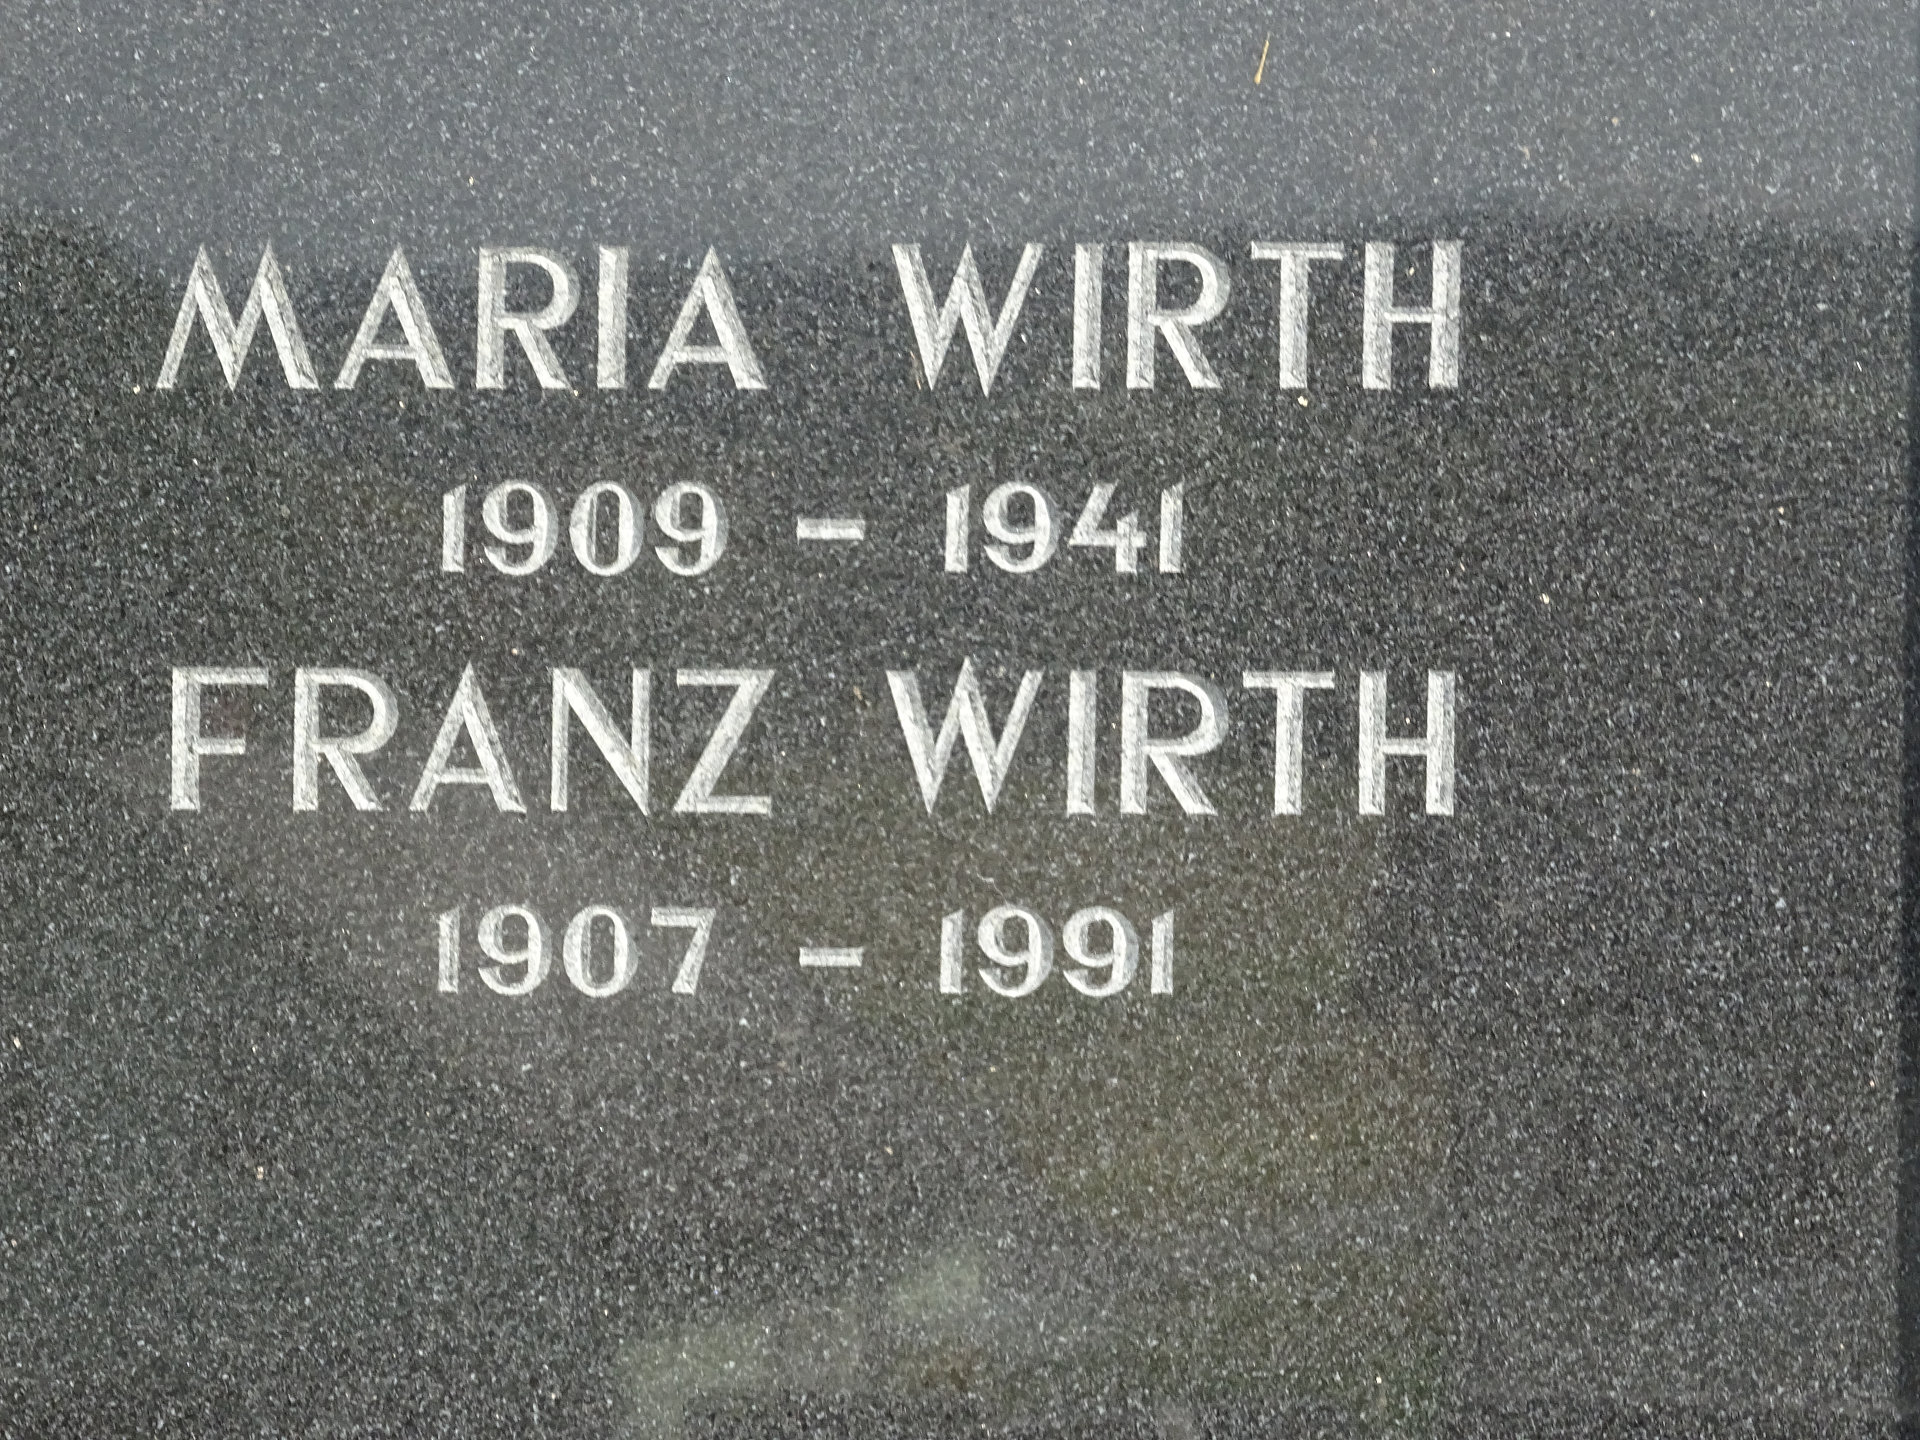 MARIA WIRTH
1909 - 1941
FRANZ WIRTH
1907 - 1991